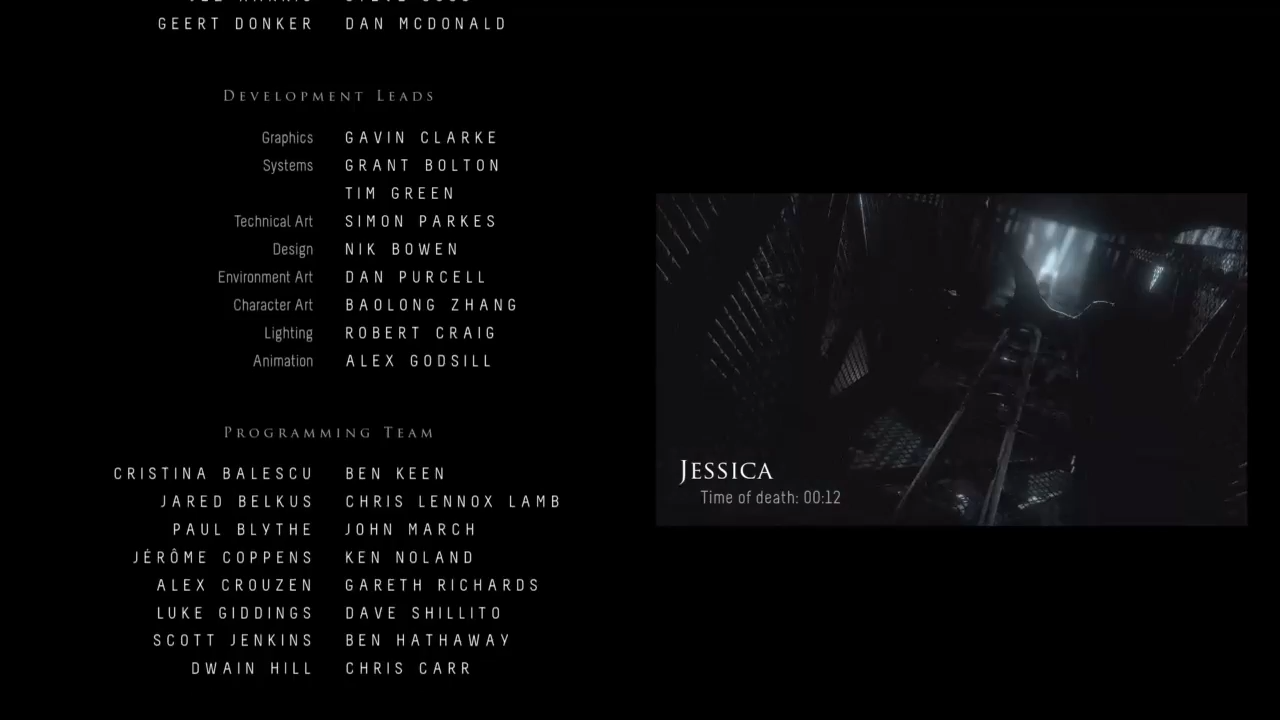 GEERT DONKER DAN MCDONALD
DEVELOPMENT LEADS
Graphics GAVIN CLARKE
Systems GRANT BOLTON
TIM GREEN
Technical Art SIMON PARKES
Design NIK BOWEN
Environment Art DAN PURCELL
Character Art BAOLONG ZHANG
Lighting ROBERT CRAIG
Animation ALEX GODSILL
PROGRAMMING TEAM
CRISTINA BALESCU BEN KEEN
JARED BELKUS CHRIS LENNOX LAMB
PAUL BLYTHE JOHN MARCH
JÉRÔME COPPENS KEN NOLAND
ALEX CROUZEN GARETH RICHARDS
LUKE GIDDINGS DAVE SHILLITO
SCOTT JENKINS BEN HATHAWAY
DWAIN HILL CHRIS CARR
JESSICA
Time of death: 00:12